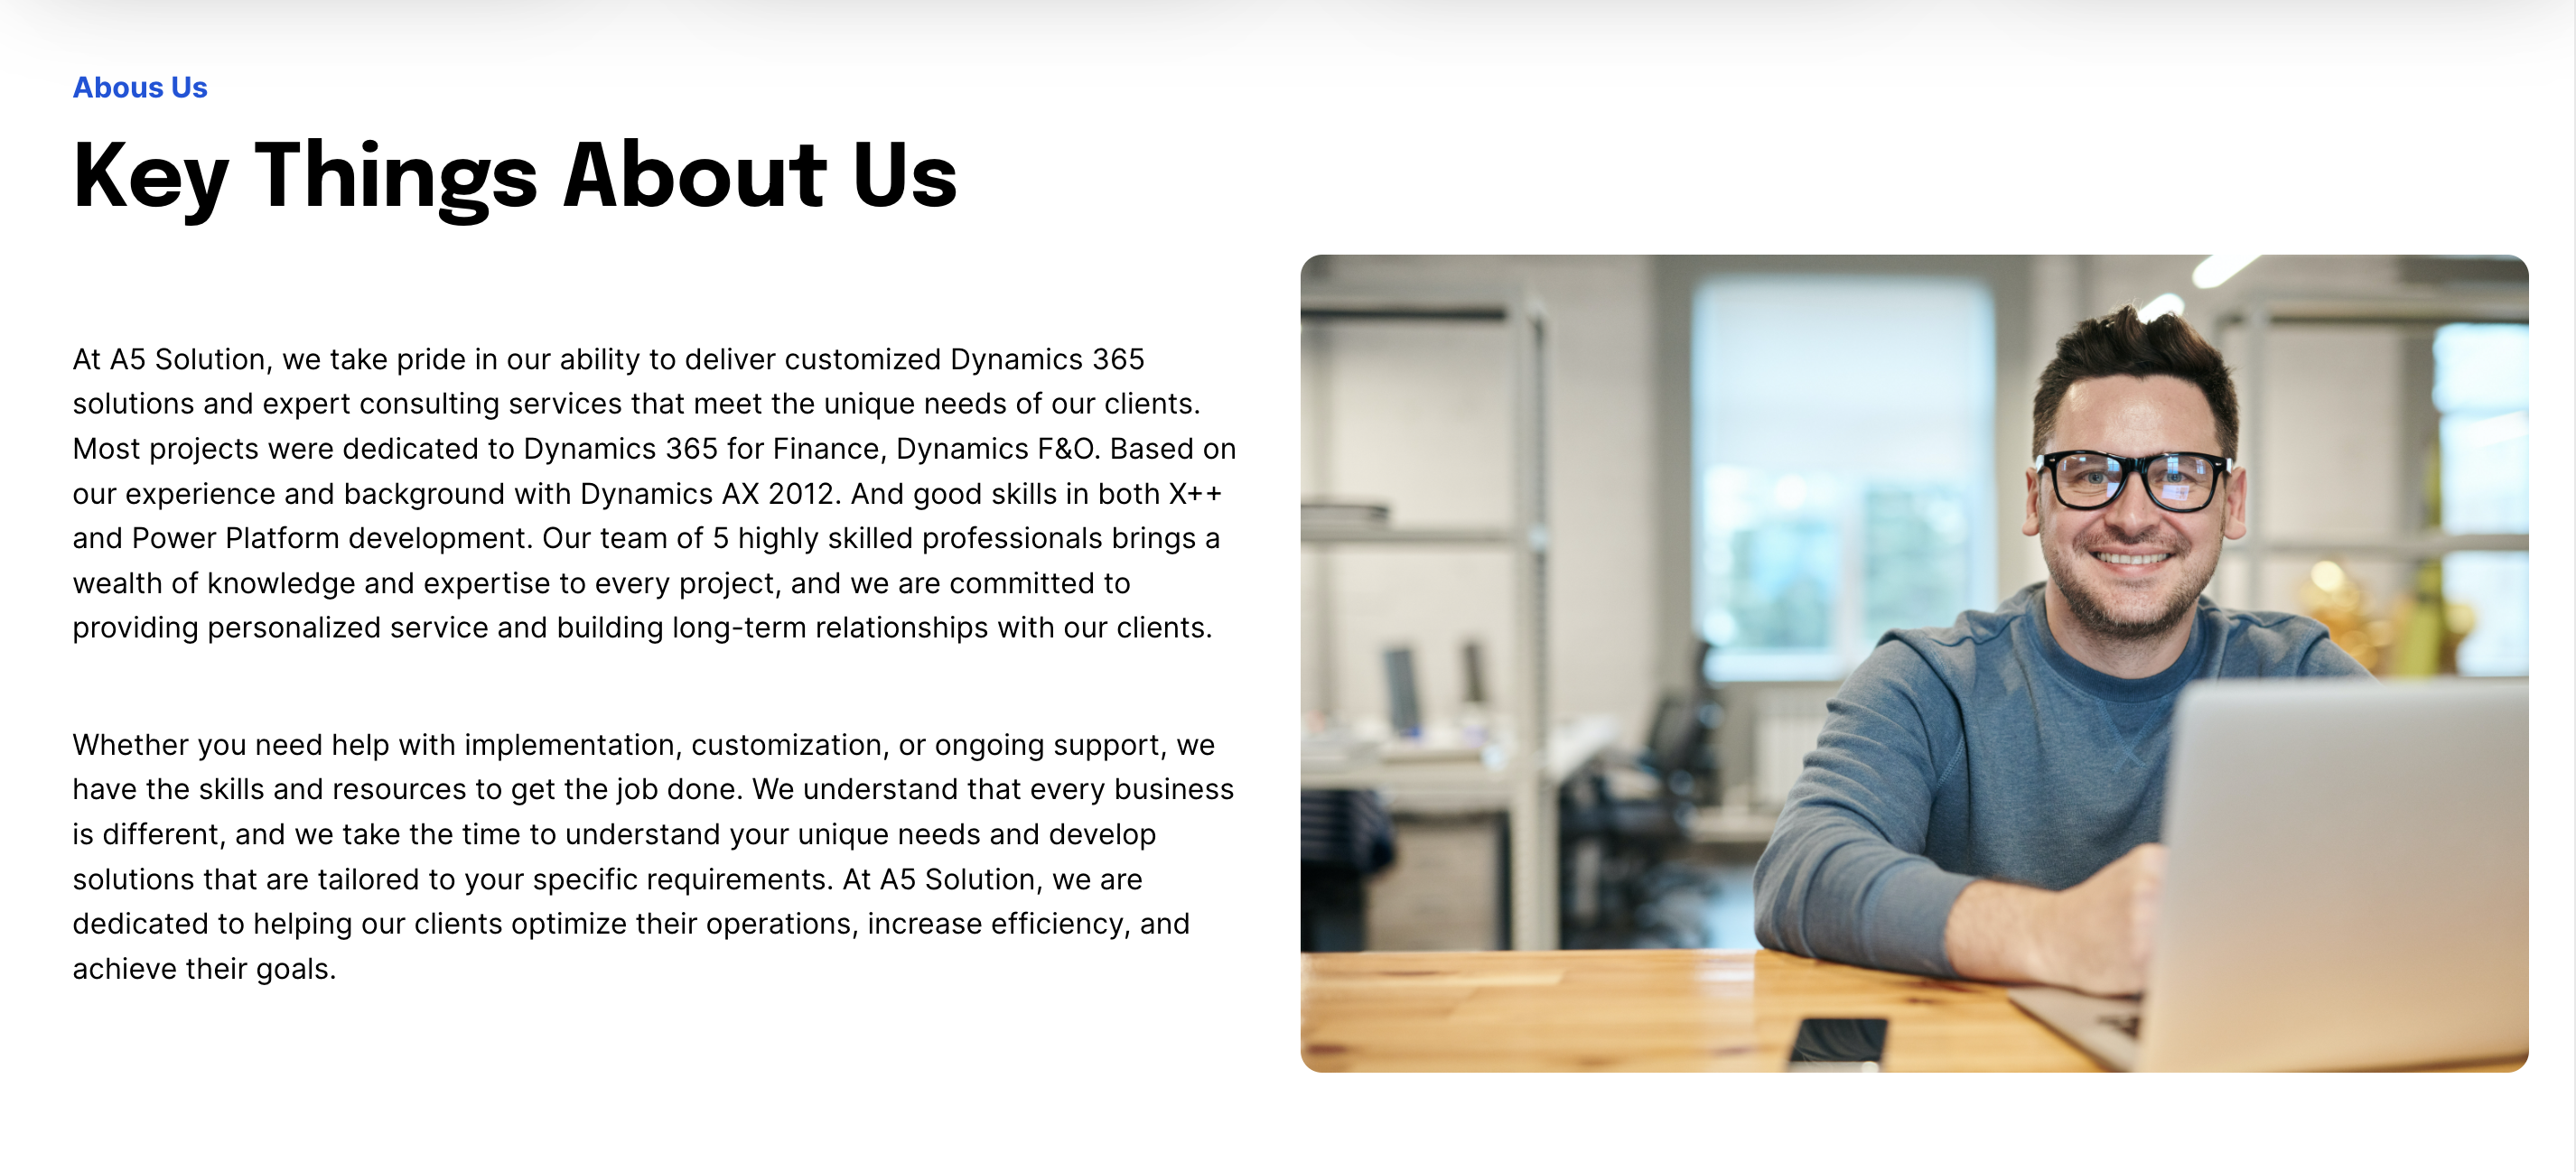 Abous Us
Key Things About Us
At A5 Solution, we take pride in our ability to deliver customized Dynamics 365
solutions and expert consulting services that meet the unique needs of our clients.
Most projects were dedicated to Dynamics 365 for Finance, Dynamics F&O. Based on
our experience and background with Dynamics AX 2012. And good skills in both X++
and Power Platform development. Our team of 5 highly skilled professionals brings a
wealth of knowledge and expertise to every project, and we are committed to
providing personalized service and building long-term relationships with our clients.
Whether you need help with implementation, customization, or ongoing support, we
have the skills and resources to get the job done. We understand that every business
is different, and we take the time to understand your unique needs and develop
solutions that are tailored to your specific requirements. At A5 Solution, we are
dedicated to helping our clients optimize their operations, increase efficiency, and
achieve their goals.